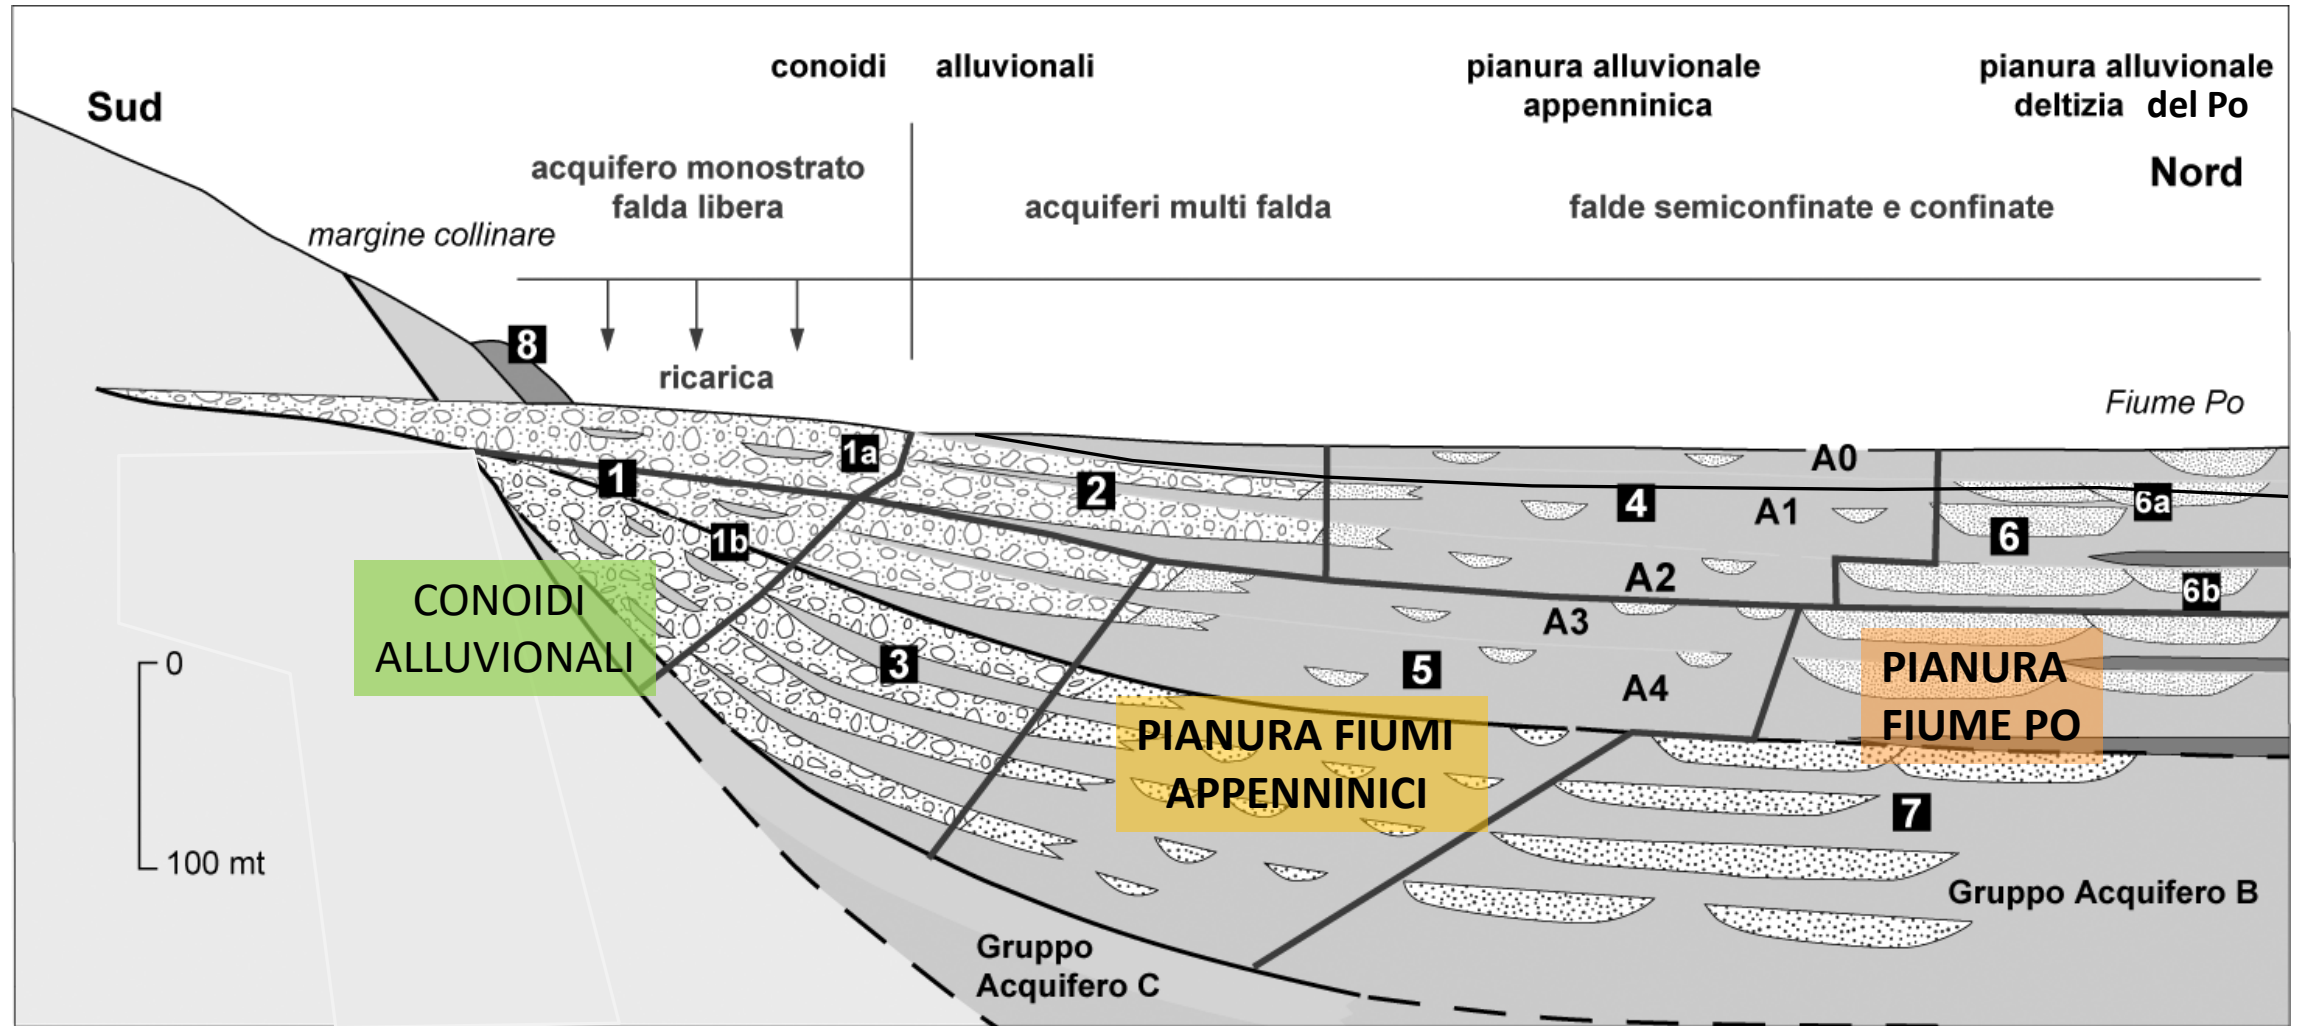 conoidi alluvionali
pianura alluvionale
appenninica
pianura alluvionale
deltizia del Po
Sud
Nord
acquifero monostrato
falda libera
acquiferi multi falda
falde semiconfinate e confinate
margine collinare
8
ricarica
Fiume Po
1a
1
2
A0
4
A1
6a
6
1b
A2
6b
CONOIDI
ALLUVIONALI
A3
3
5
A4
PIANURA
FIUME PO
0
100 mt
PIANURA FIUMI
APPENNINICI
7
Gruppo Acquifero B
Gruppo
Acquifero C